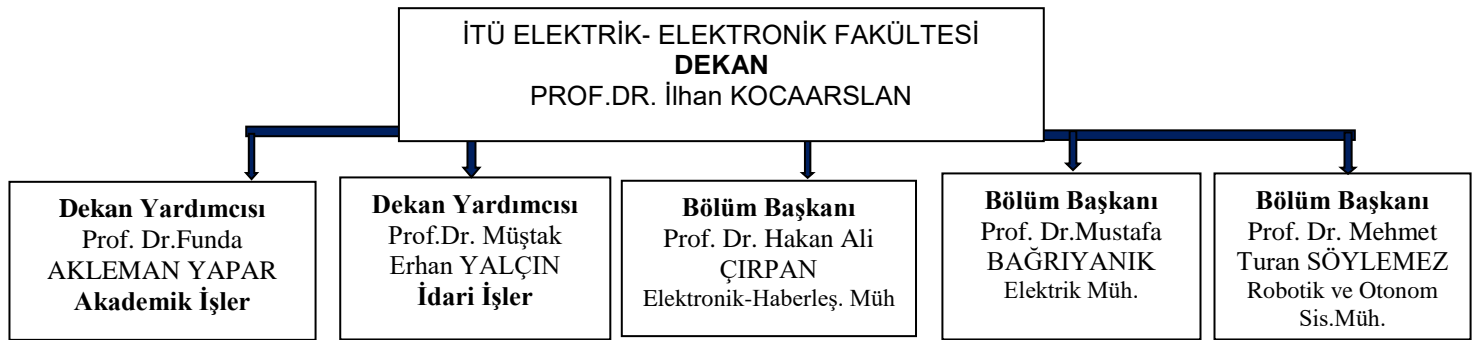 İTÜ ELEKTRİK- ELEKTRONİK FAKÜLTESİ
DEKAN
PROF.DR. İlhan KOCAARSLAN
Dekan Yardımcısı
Prof. Dr.Funda
AKLEMAN YAPAR
Akademik İşler
Dekan Yardımcısı
Prof.Dr. Müştak
Erhan YALÇIN
İdari İşler
Bölüm Başkanı
Prof. Dr. Hakan Ali
ÇIRPAN
Elektronik-Haberleş. Müh
Bölüm Başkanı
Prof. Dr.Mustafa
BAĞRIYANIK
Elektrik Müh.
Bölüm Başkanı
Prof. Dr. Mehmet
Turan SÖYLEMEZ
Robotik ve Otonom
Sis.Müh.